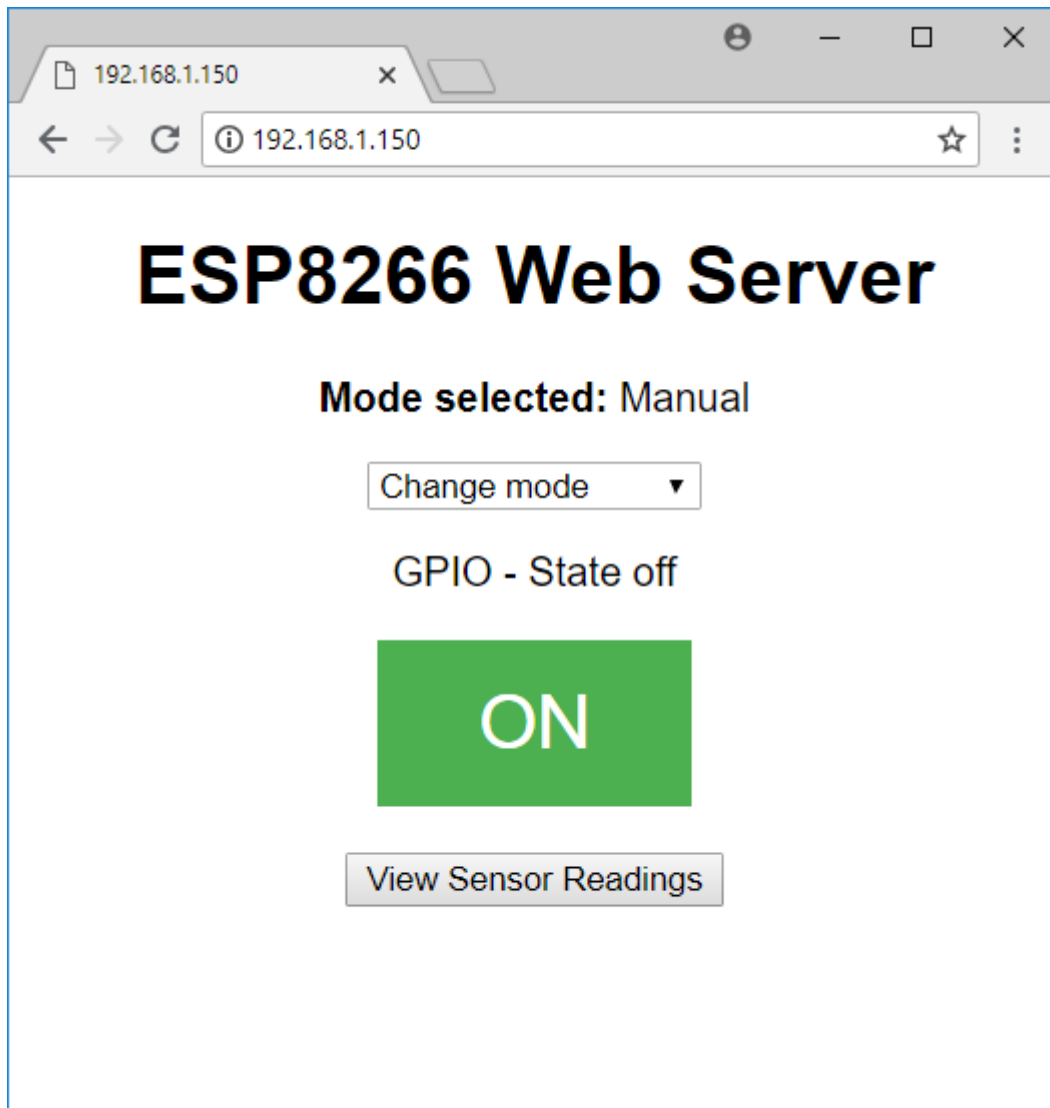 192.168.1.150
192.168.1.150
ESP8266 Web Server
Mode selected: Manual
Change mode
GPIO - State off
ON
View Sensor Readings